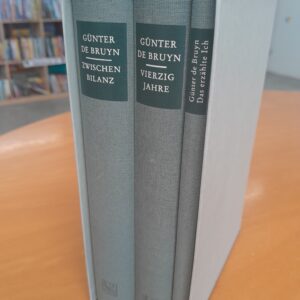 GÜNTER
DE BRUYN
ZWISCHEN
BILANZ
GÜNTER
DE BRUYN
VIERZIG
JAHRE
Günter de Bruyn
Das erzählte Ich